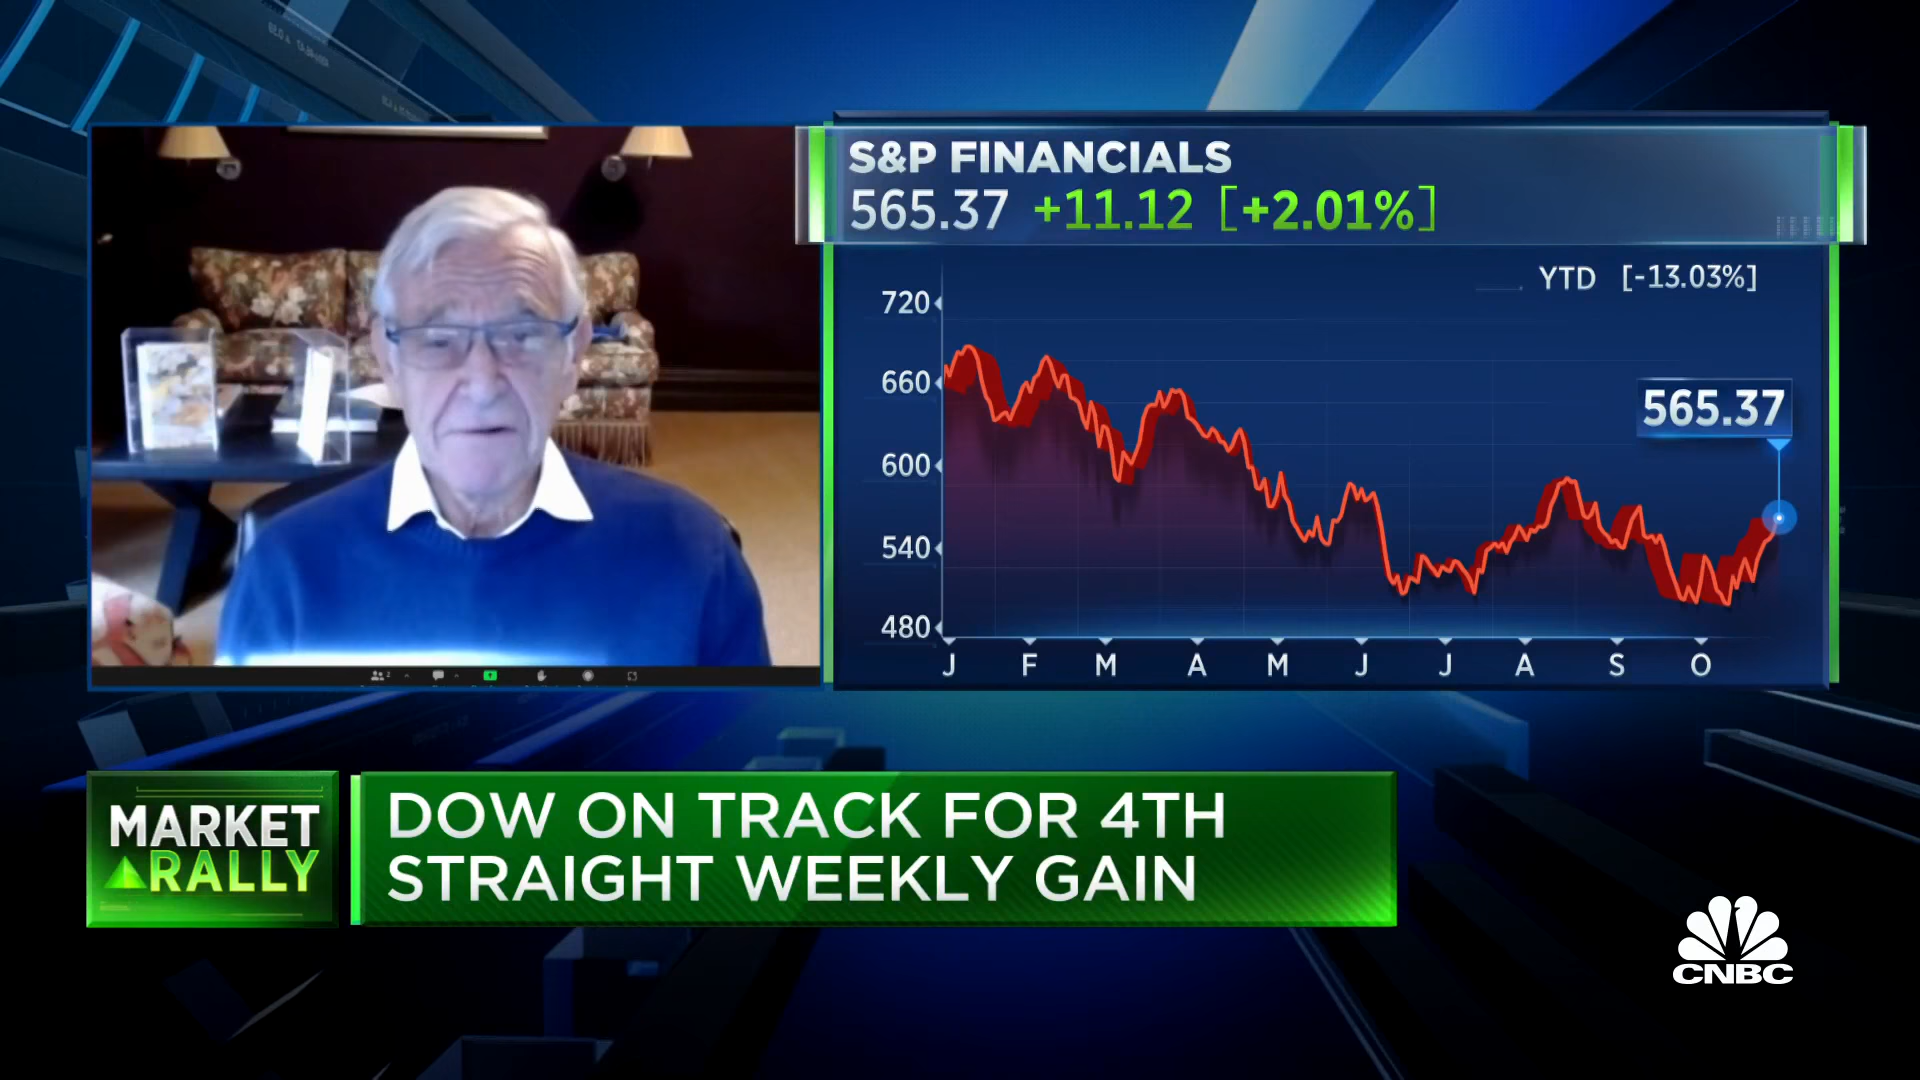 S&P FINANCIALS
565.37 +11.12 [+2.01%]
YTD [-13.03%]
720
660
600
540
480
565.37
J F M A M J J A S O
2
MARKET
RALLY
DOW ON TRACK FOR 4TH
STRAIGHT WEEKLY GAIN
CNBC